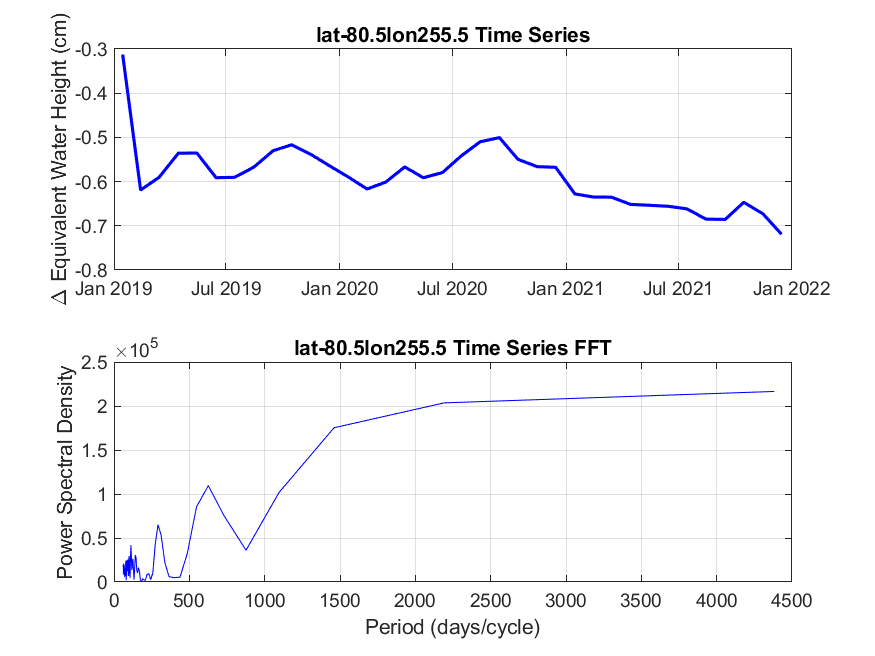 lat-80.5lon255.5 Time Series
Δ Equivalent Water Height (cm)
-0.3
-0.4
-0.5
-0.6
-0.7
-0.8
Jan 2019 Jul 2019 Jan 2020 Jul 2020 Jan 2021 Jul 2021 Jan 2022
lat-80.5lon255.5 Time Series FFT
×10⁵
Power Spectral Density
2.5
2
1.5
1
0.5
0
0 500 1000 1500 2000 2500 3000 3500 4000 4500
Period (days/cycle)